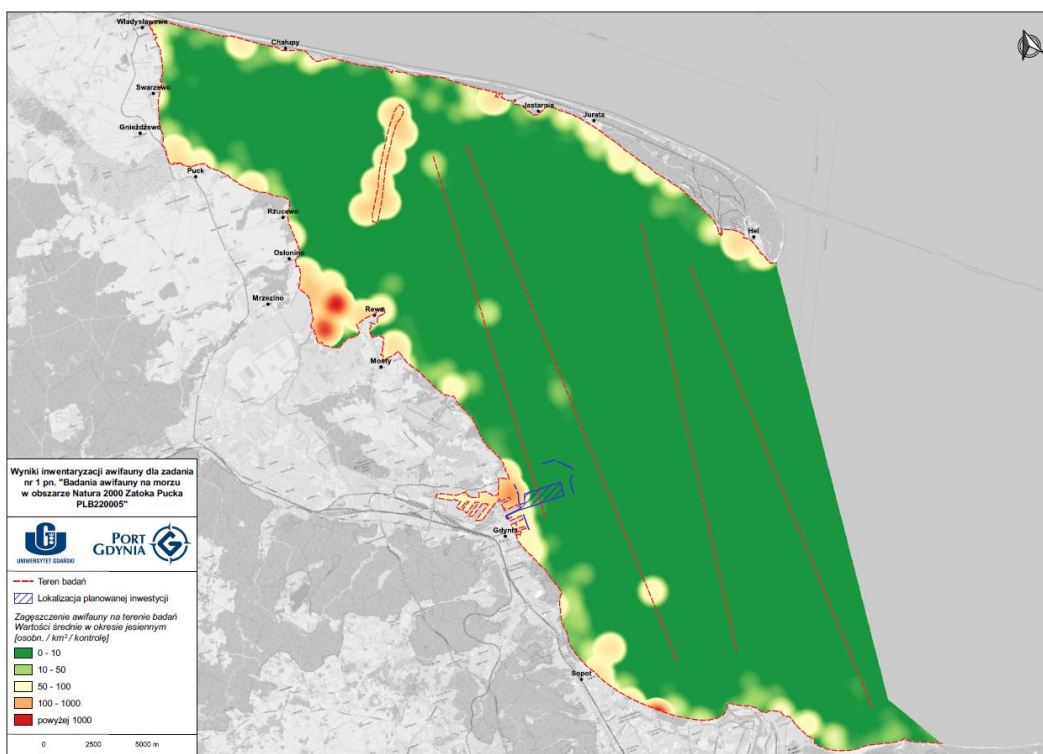 Władysławowo
Chałupy
Swarzewo
Gnieżdżewo
Jastarnia
Jurata
Puck
Rzucewo
Hel
Osłonino
Mrzezino
Rewa
Mosty
Gdynia
Sopot
Wyniki inwentaryzacji awifauny dla zadania
nr 1 pn. "Badania awifauny na morzu
w obszarze Natura 2000 Zatoka Pucka
PLB220005"
UNIWERSYTET GDAŃSKI
PORT
GDYNIA
Teren badań
Lokalizacja planowanej inwestycji
Zagęszczenie awifauny na terenie badań
Wartości średnie w okresie jesiennym
[osobn. / km² / kontrolę]
0 - 10
10 - 50
50 - 100
100 - 1000
powyżej 1000
0 2500 5000 m